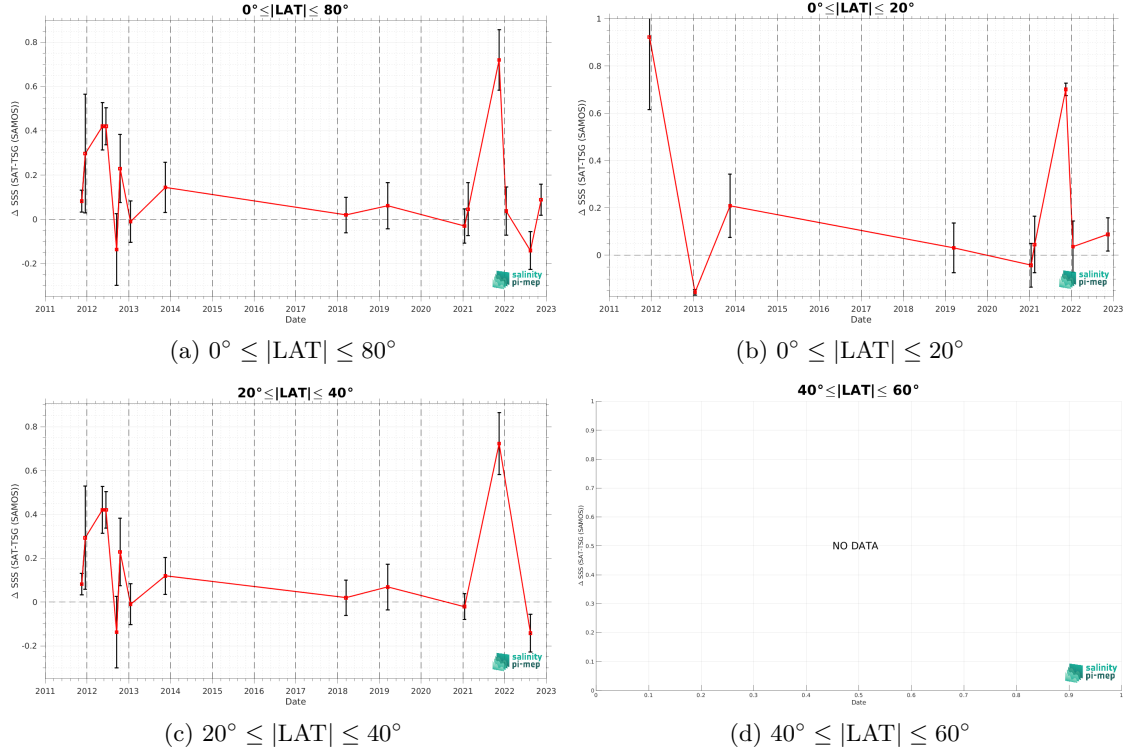 0°≤|LAT|≤ 80°
0.8
0.6
0.4
0.2
0
-0.2
Δ SSS (SAT-TSG (SAMOS))
2011 2012 2013 2014 2015 2016 2017 2018 2019 2020 2021 2022 2023
Date
salinity
pi-mep
(a) 0° ≤ |LAT| ≤ 80°
0°≤|LAT|≤ 20°
1
0.8
0.6
0.4
0.2
0
Δ SSS (SAT-TSG (SAMOS))
2011 2012 2013 2014 2015 2016 2017 2018 2019 2020 2021 2022 2023
Date
salinity
pi-mep
(b) 0° ≤ |LAT| ≤ 20°
20°≤|LAT|≤ 40°
0.8
0.6
0.4
0.2
0
-0.2
Δ SSS (SAT-TSG (SAMOS))
2011 2012 2013 2014 2015 2016 2017 2018 2019 2020 2021 2022 2023
Date
salinity
pi-mep
(c) 20° ≤ |LAT| ≤ 40°
40°≤|LAT|≤ 60°
1
0.9
0.8
0.7
0.6
0.5
0.4
0.3
0.2
0.1
0
Δ SSS (SAT-TSG (SAMOS))
NO DATA
0 0.1 0.2 0.3 0.4 0.5 0.6 0.7 0.8 0.9 1
Date
salinity
pi-mep
(d) 40° ≤ |LAT| ≤ 60°